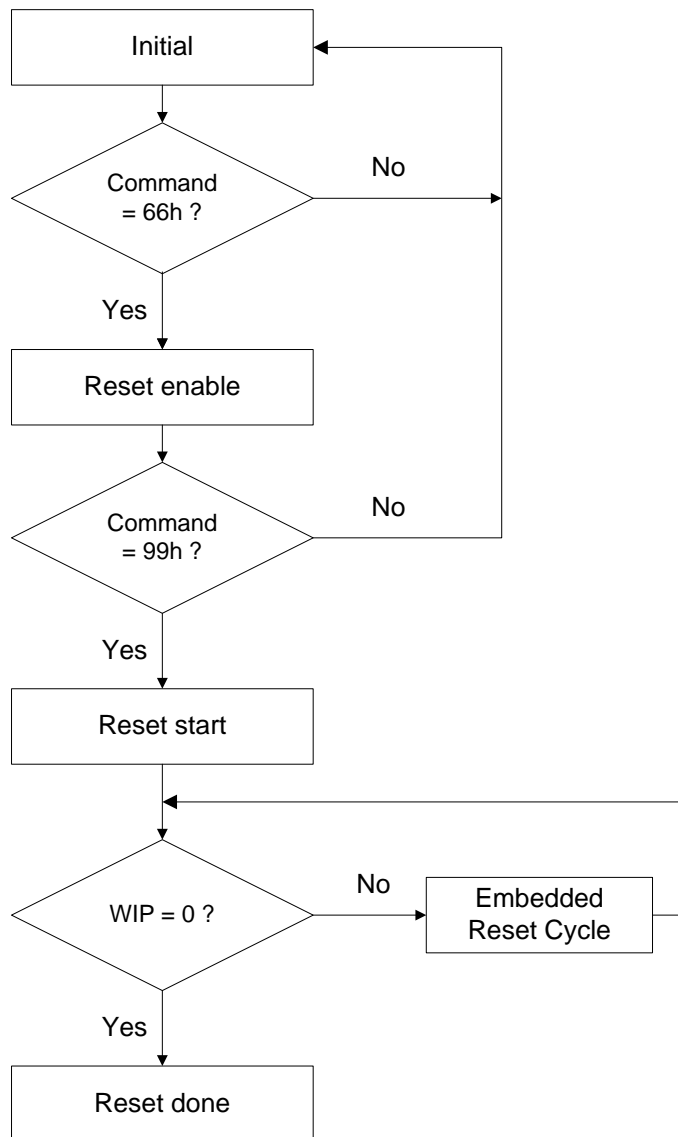 Initial
Command
= 66h ?
No
Yes
Reset enable
Command
= 99h ?
No
Yes
Reset start
WIP = 0 ?
No
Embedded
Reset Cycle
Yes
Reset done